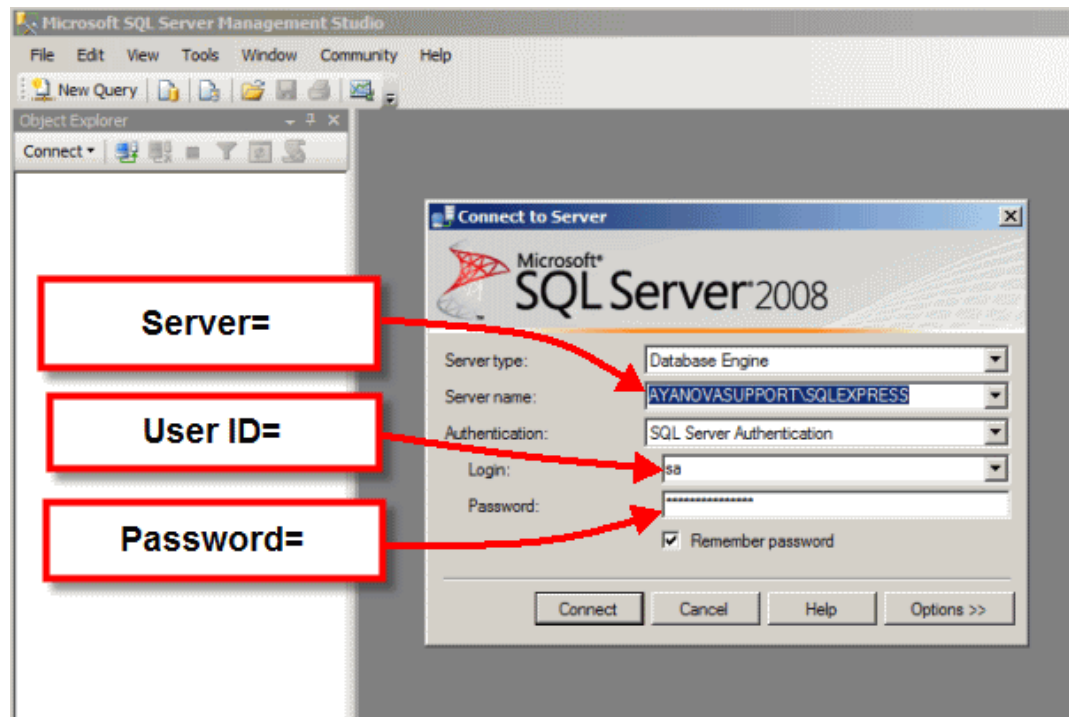 Microsoft SQL Server Management Studio
File Edit View Tools Window Community Help
New Query
Object Explorer
Connect
Connect to Server
Microsoft®
SQL Server® 2008
Server=
User ID=
Password=
Server type: Database Engine
Server name: AYANOVASUPPORT\SQLEXPRESS
Authentication: SQL Server Authentication
Login: sa
Password: ***************
Remember password
Connect Cancel Help Options >>